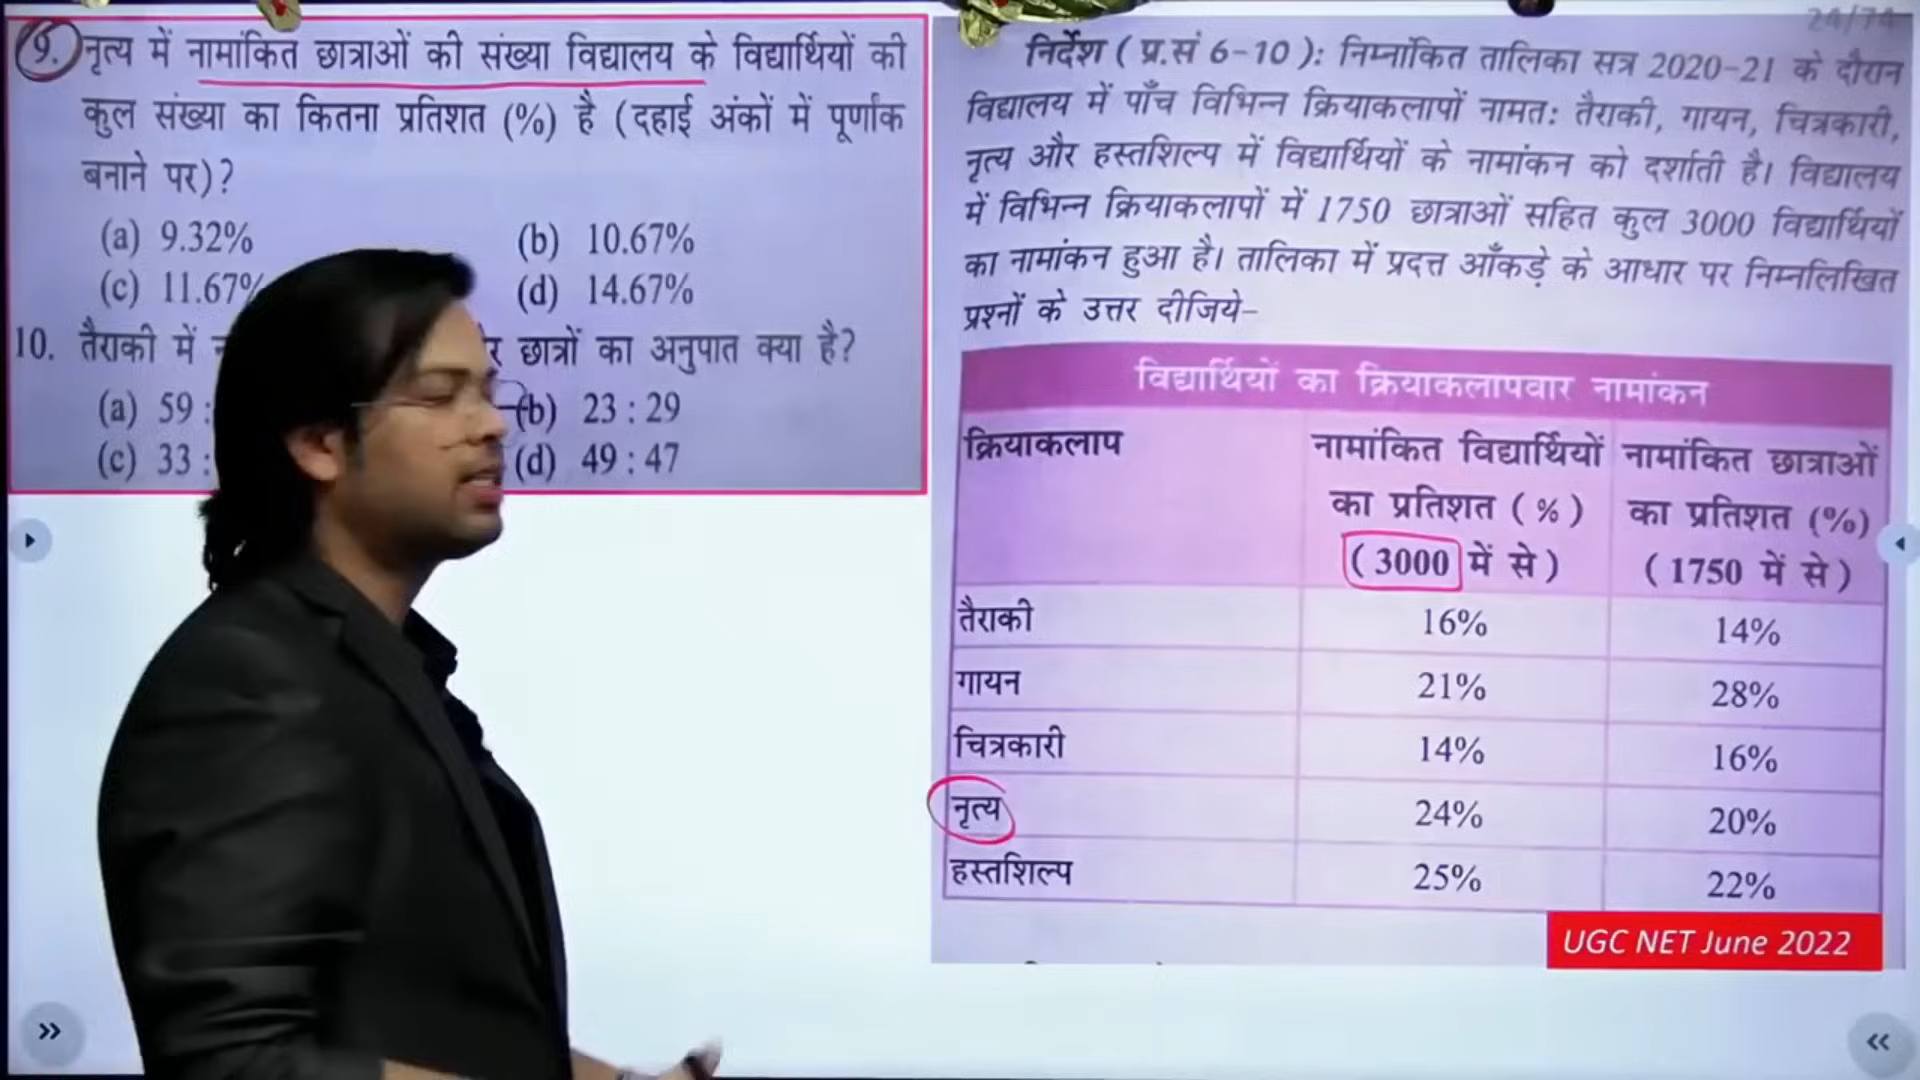 9. नृत्य में नामांकित छात्राओं की संख्या विद्यालय के विद्यार्थियों की
कुल संख्या का कितना प्रतिशत (%) है (दहाई अंकों में पूर्णांक
बनाने पर)?
(a) 9.32% (b) 10.67%
(c) 11.67% (d) 14.67%
10. तैराकी में छात्रों का अनुपात क्या है?
(a) 59 : (b) 23 : 29
(c) 33 : (d) 49 : 47
24/74
निर्देश ( प्र.सं 6-10 ): निम्नांकित तालिका सत्र 2020-21 के दौरान
विद्यालय में पाँच विभिन्न क्रियाकलापों नामतः तैराकी, गायन, चित्रकारी,
नृत्य और हस्तशिल्प में विद्यार्थियों के नामांकन को दर्शाती है। विद्यालय
में विभिन्न क्रियाकलापों में 1750 छात्राओं सहित कुल 3000 विद्यार्थियों
का नामांकन हुआ है। तालिका में प्रदत्त आँकड़े के आधार पर निम्नलिखित
प्रश्नों के उत्तर दीजिये-
विद्यार्थियों का क्रियाकलापवार नामांकन
क्रियाकलाप नामांकित विद्यार्थियों नामांकित छात्राओं
का प्रतिशत ( % ) का प्रतिशत (%)
( 3000 में से ) ( 1750 में से )
तैराकी 16% 14%
गायन 21% 28%
चित्रकारी 14% 16%
नृत्य 24% 20%
हस्तशिल्प 25% 22%
UGC NET June 2022